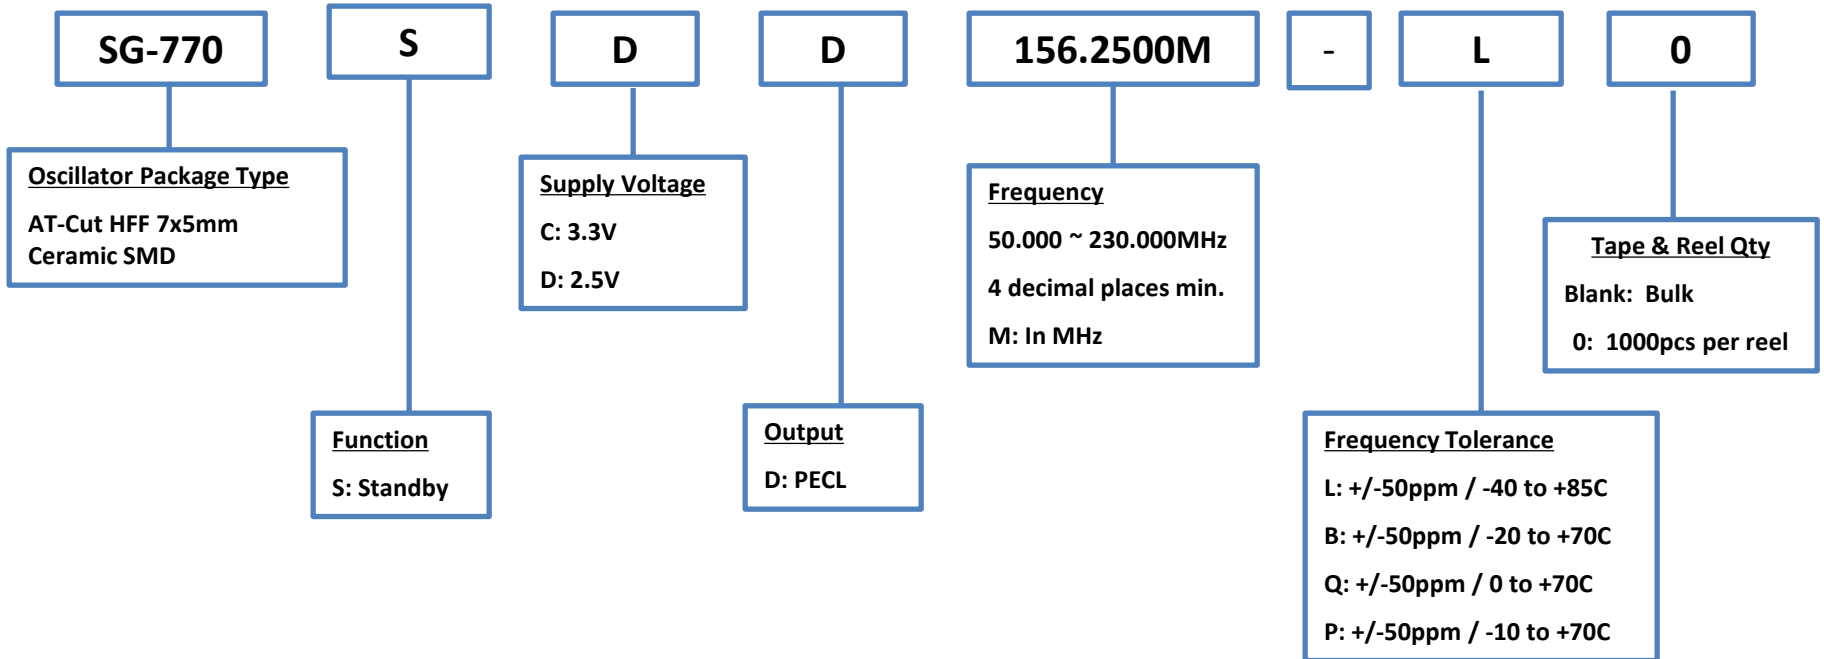 SG-770 S D D 156.2500M - L 0
Oscillator Package Type
AT-Cut HFF 7x5mm
Ceramic SMD
Function
S: Standby
Supply Voltage
C: 3.3V
D: 2.5V
Output
D: PECL
Frequency
50.000 ~ 230.000MHz
4 decimal places min.
M: In MHz
Frequency Tolerance
L: +/-50ppm / -40 to +85C
B: +/-50ppm / -20 to +70C
Q: +/-50ppm / 0 to +70C
P: +/-50ppm / -10 to +70C
Tape & Reel Qty
Blank: Bulk
0: 1000pcs per reel